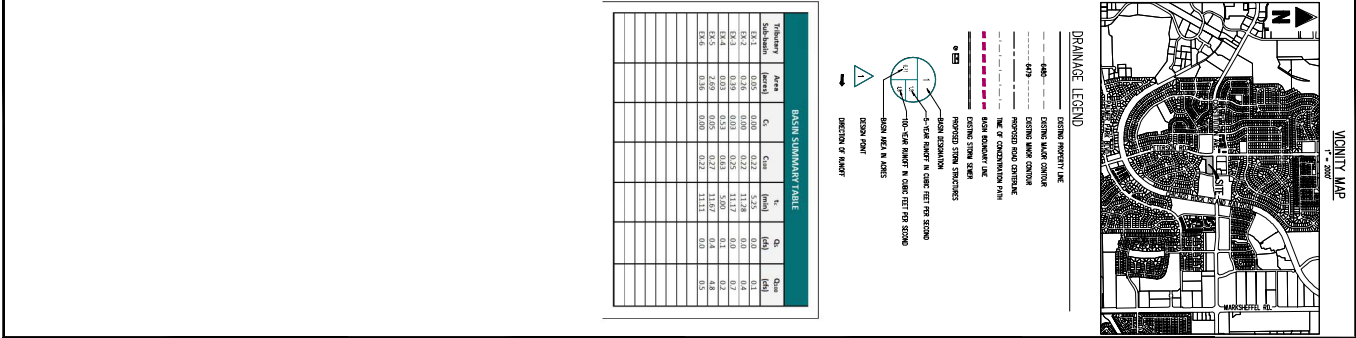 VICINITY MAP
1" = 2000'
N
SITE
MARKSHEFFEL RD.
DRAINAGE LEGEND
EXISTING PROPERTY LINE
6480 EXISTING MAJOR CONTOUR
6479 EXISTING MINOR CONTOUR
PROPOSED ROAD CENTERLINE
TIME OF CONCENTRATION PATH
BASIN BOUNDARY LINE
EXISTING STORM SEWER
PROPOSED STORM STRUCTURES
1
BASIN DESIGNATION
5-YEAR RUNOFF IN CUBIC FEET PER SECOND
100-YEAR RUNOFF IN CUBIC FEET PER SECOND
BASIN AREA IN ACRES
1 DESIGN POINT
DIRECTION OF RUNOFF
BASIN SUMMARY TABLE
Tributary Sub-basin Area (acres) C5 C100 tc (min) Q5 (cfs) Q100 (cfs)
EX-1 0.05 0.00 0.22 5.25 0.0 0.1
EX-2 0.26 0.00 0.22 11.28 0.0 0.4
EX-3 0.39 0.03 0.25 11.17 0.0 0.7
EX-4 0.03 0.53 0.63 5.00 0.1 0.2
EX-5 2.69 0.05 0.27 11.67 0.4 4.8
EX-6 0.36 0.00 0.22 11.11 0.0 0.5